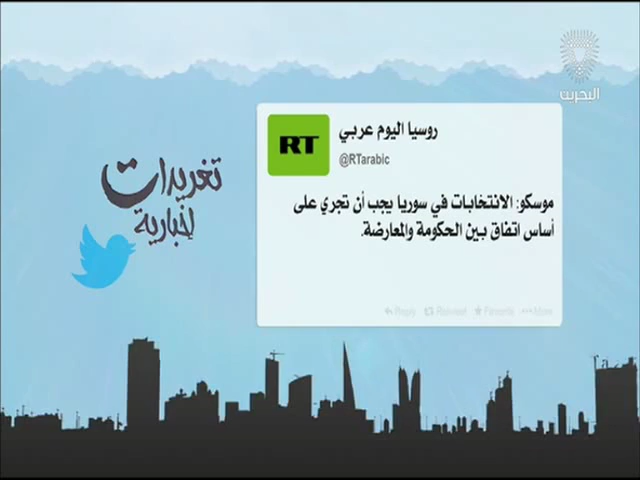 البحرين
تغريدات
إخبارية
RT
روسيا اليوم عربي
@RTarabic
موسكو: الانتخابات في سوريا يجب أن تجري على
أساس اتفاق بين الحكومة والمعارضة.
Reply Retweet Favorite More